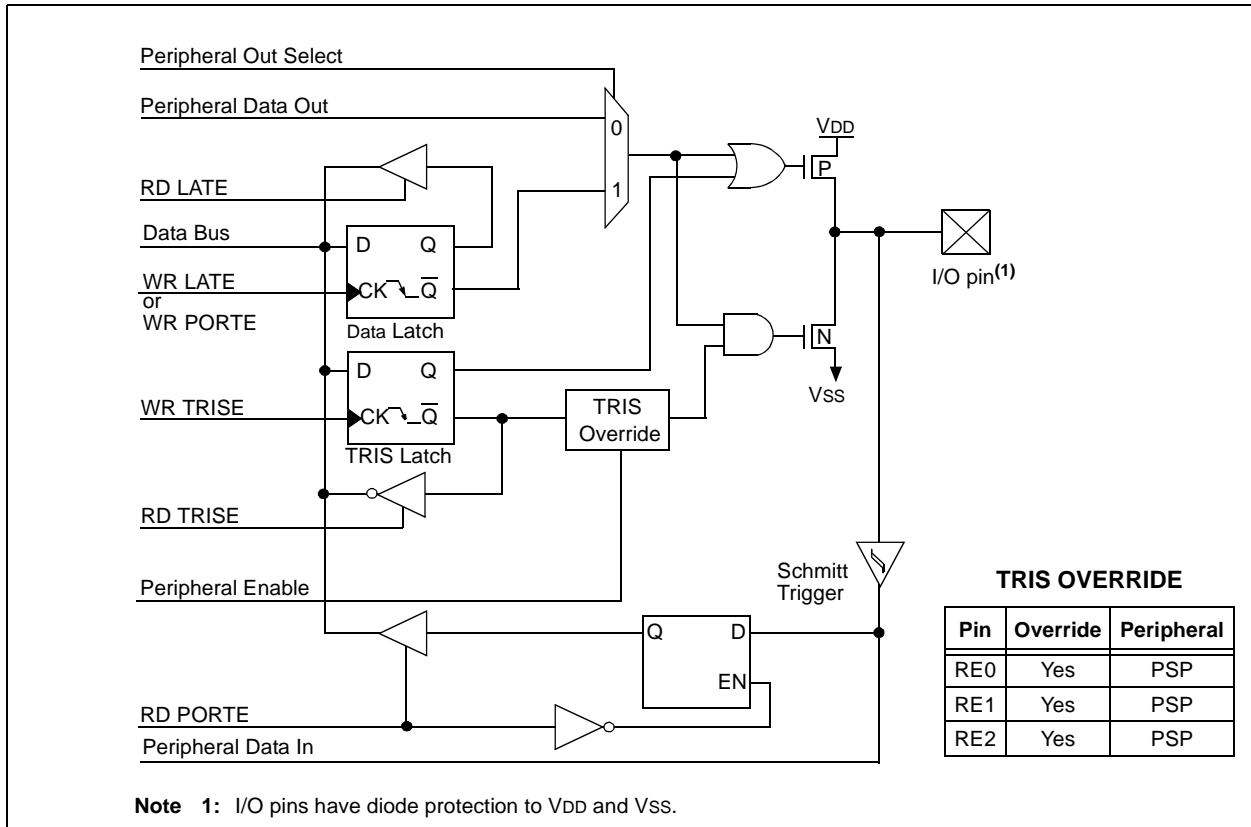 Peripheral Out Select
Peripheral Data Out
0
1
VDD
P
RD LATE
Data Bus
D Q
WR LATE
or
WR PORTE
CK Q̅
Data Latch
I/O pin(1)
N
VSS
D Q
WR TRISE
CK Q̅
TRIS Latch
TRIS
Override
RD TRISE
Peripheral Enable
Schmitt
Trigger
Q D
EN
RD PORTE
Peripheral Data In
TRIS OVERRIDE
Pin Override Peripheral
RE0 Yes PSP
RE1 Yes PSP
RE2 Yes PSP
Note 1: I/O pins have diode protection to VDD and VSS.